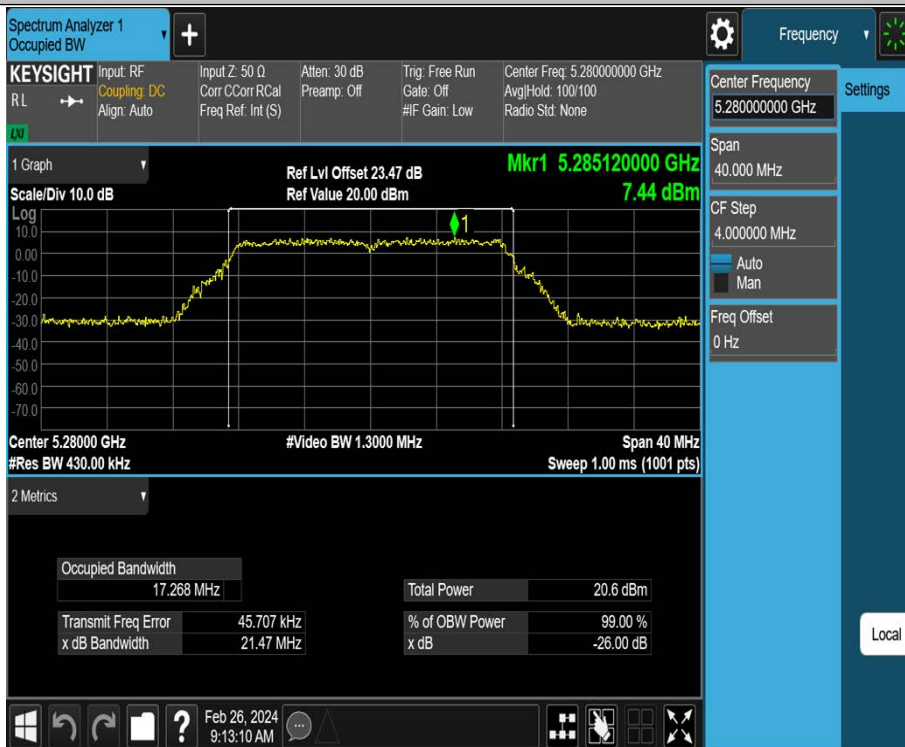 Spectrum Analyzer 1
Occupied BW
+
Frequency
KEYSIGHT
RL
LXI
Input: RF
Coupling: DC
Align: Auto
Input Z: 50 Ω
Corr CCorr RCal
Freq Ref: Int (S)
Atten: 30 dB
Preamp: Off
Trig: Free Run
Gate: Off
#IF Gain: Low
Center Freq: 5.280000000 GHz
Avg|Hold: 100/100
Radio Std: None
Center Frequency
5.280000000 GHz
Settings
Span
40.000 MHz
CF Step
4.000000 MHz
Auto
Man
Freq Offset
0 Hz
Local
1 Graph
Scale/Div 10.0 dB
Ref Lvl Offset 23.47 dB
Ref Value 20.00 dBm
Mkr1 5.285120000 GHz
7.44 dBm
Log
10.0
0.00
-10.0
-20.0
-30.0
-40.0
-50.0
-60.0
-70.0
1
Center 5.28000 GHz
#Res BW 430.00 kHz
#Video BW 1.3000 MHz
Span 40 MHz
Sweep 1.00 ms (1001 pts)
2 Metrics
Occupied Bandwidth
17.268 MHz
Total Power 20.6 dBm
Transmit Freq Error 45.707 kHz
% of OBW Power 99.00 %
x dB Bandwidth 21.47 MHz
x dB -26.00 dB
?
Feb 26, 2024
9:13:10 AM